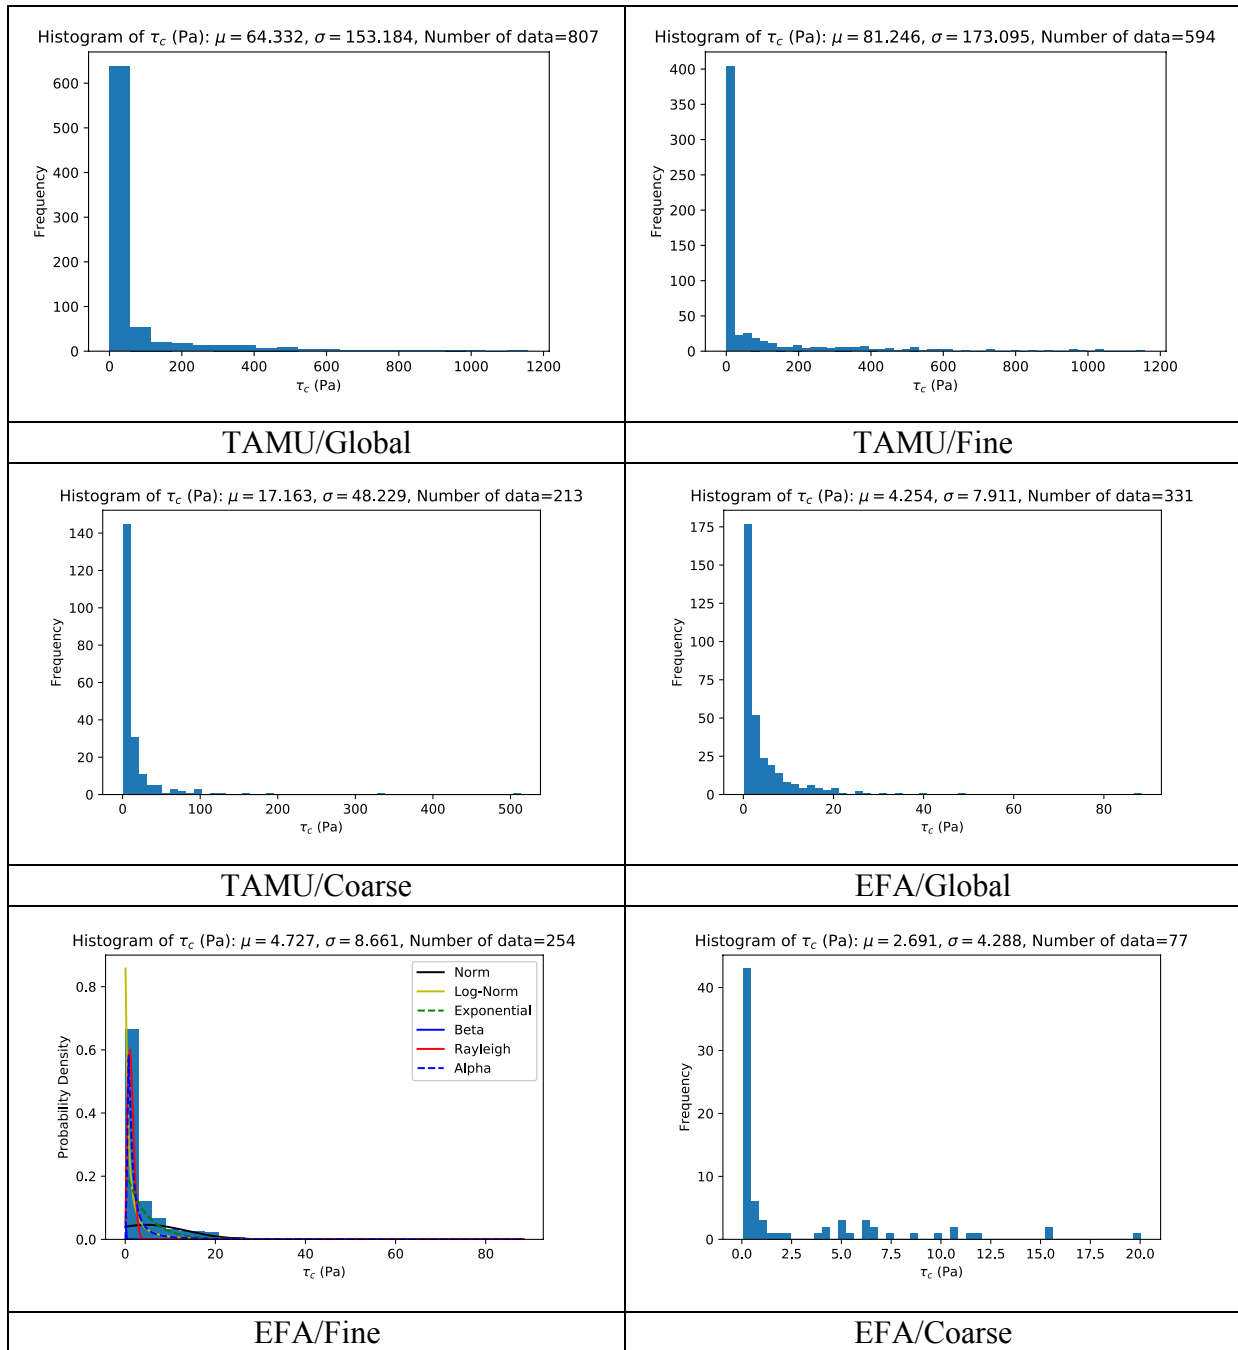 Histogram of τc (Pa): μ = 64.332, σ = 153.184, Number of data=807
Frequency
600
500
400
300
200
100
0
0 200 400 600 800 1000 1200
τc (Pa)
TAMU/Global
Histogram of τc (Pa): μ = 81.246, σ = 173.095, Number of data=594
Frequency
400
350
300
250
200
150
100
50
0
0 200 400 600 800 1000 1200
τc (Pa)
TAMU/Fine
Histogram of τc (Pa): μ = 17.163, σ = 48.229, Number of data=213
Frequency
140
120
100
80
60
40
20
0
0 100 200 300 400 500
τc (Pa)
TAMU/Coarse
Histogram of τc (Pa): μ = 4.254, σ = 7.911, Number of data=331
Frequency
175
150
125
100
75
50
25
0
0 20 40 60 80
τc (Pa)
EFA/Global
Histogram of τc (Pa): μ = 4.727, σ = 8.661, Number of data=254
Probability Density
0.8
0.6
0.4
0.2
0.0
Norm
Log-Norm
Exponential
Beta
Rayleigh
Alpha
0 20 40 60 80
τc (Pa)
EFA/Fine
Histogram of τc (Pa): μ = 2.691, σ = 4.288, Number of data=77
Frequency
40
30
20
10
0
0.0 2.5 5.0 7.5 10.0 12.5 15.0 17.5 20.0
τc (Pa)
EFA/Coarse